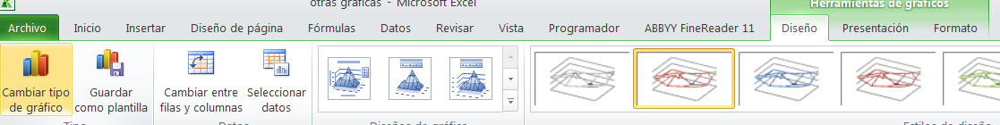 otras gráficas - Microsoft Excel
Herramientas de gráficos
Archivo Inicio Insertar Diseño de página Fórmulas Datos Revisar Vista Programador ABBYY FineReader 11 Diseño Presentación Formato
Cambiar tipo de gráfico
Guardar como plantilla
Cambiar entre filas y columnas
Seleccionar datos
Tipo
Datos
Diseños de gráfico
Estilos de diseño